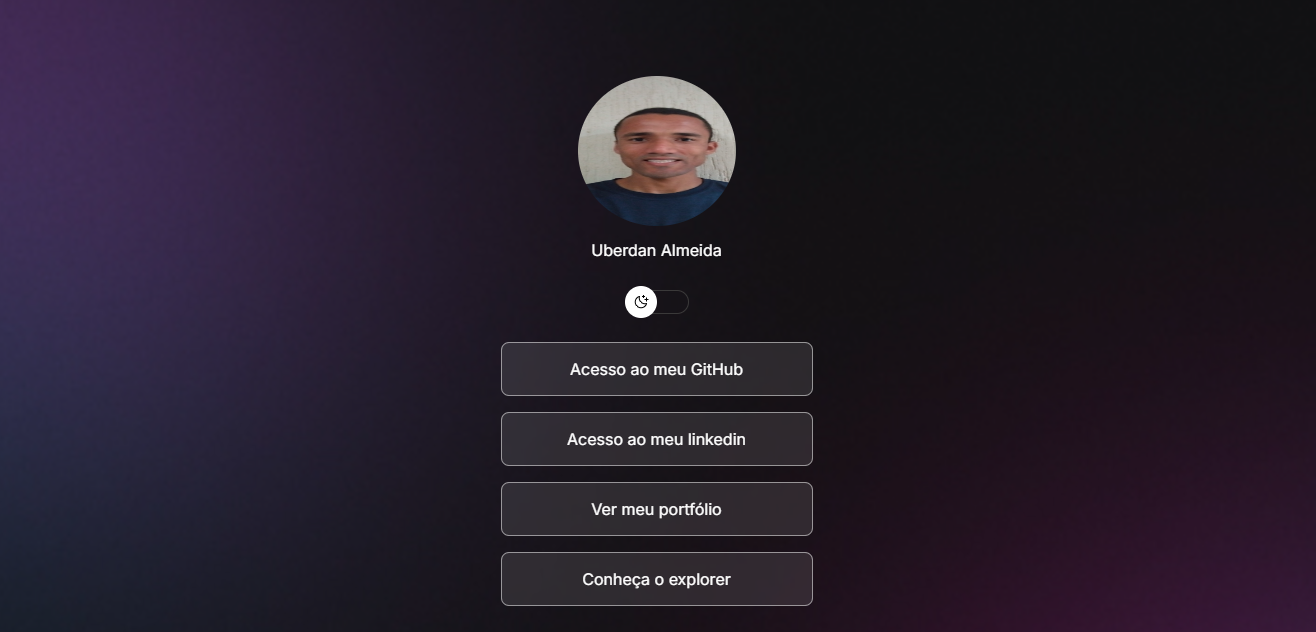 Uberdan Almeida
Acesso ao meu GitHub
Acesso ao meu linkedin
Ver meu portfólio
Conheça o explorer